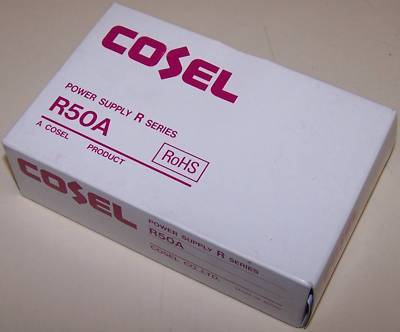 COSEL
POWER SUPPLY R SERIES
R50A
A COSEL PRODUCT
RoHS
COSEL
POWER SUPPLY R SERIES
R50A
COSEL CO., LTD.